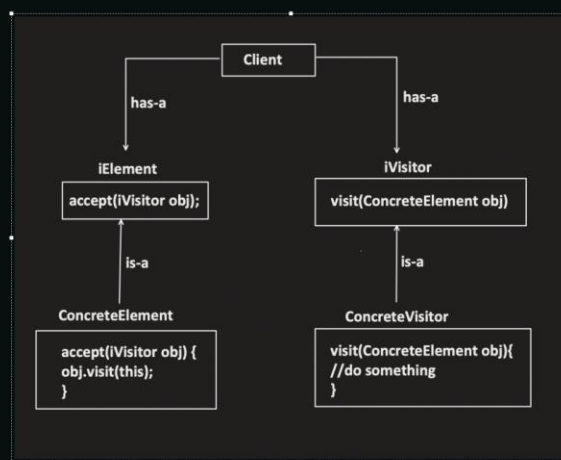 Client
has-a
has-a
iElement
accept(iVisitor obj);
iVisitor
visit(ConcreteElement obj)
is-a
is-a
ConcreteElement
accept(iVisitor obj) {
obj.visit(this);
}
ConcreteVisitor
visit(ConcreteElement obj){
//do something
}